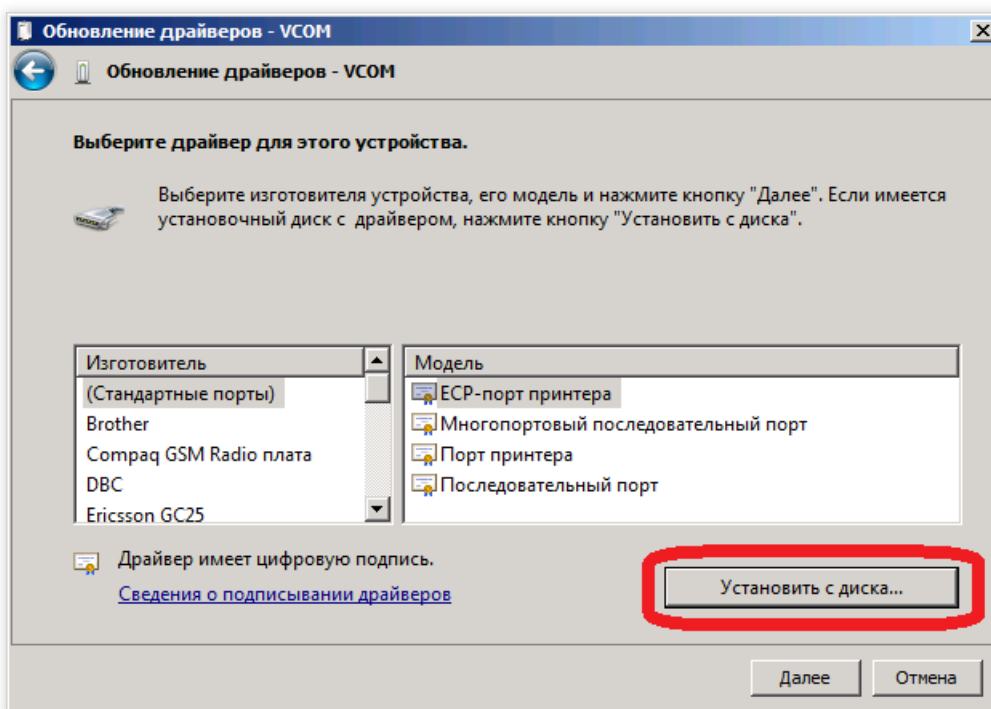 Обновление драйверов - VCOM
Обновление драйверов - VCOM
Выберите драйвер для этого устройства.
Выберите изготовителя устройства, его модель и нажмите кнопку "Далее". Если имеется
установочный диск с драйвером, нажмите кнопку "Установить с диска".
Изготовитель
(Стандартные порты)
Brother
Compaq GSM Radio плата
DBC
Ericsson GC25
Модель
ECP-порт принтера
Многопортовый последовательный порт
Порт принтера
Последовательный порт
Драйвер имеет цифровую подпись.
Сведения о подписывании драйверов
Установить с диска...
Далее
Отмена